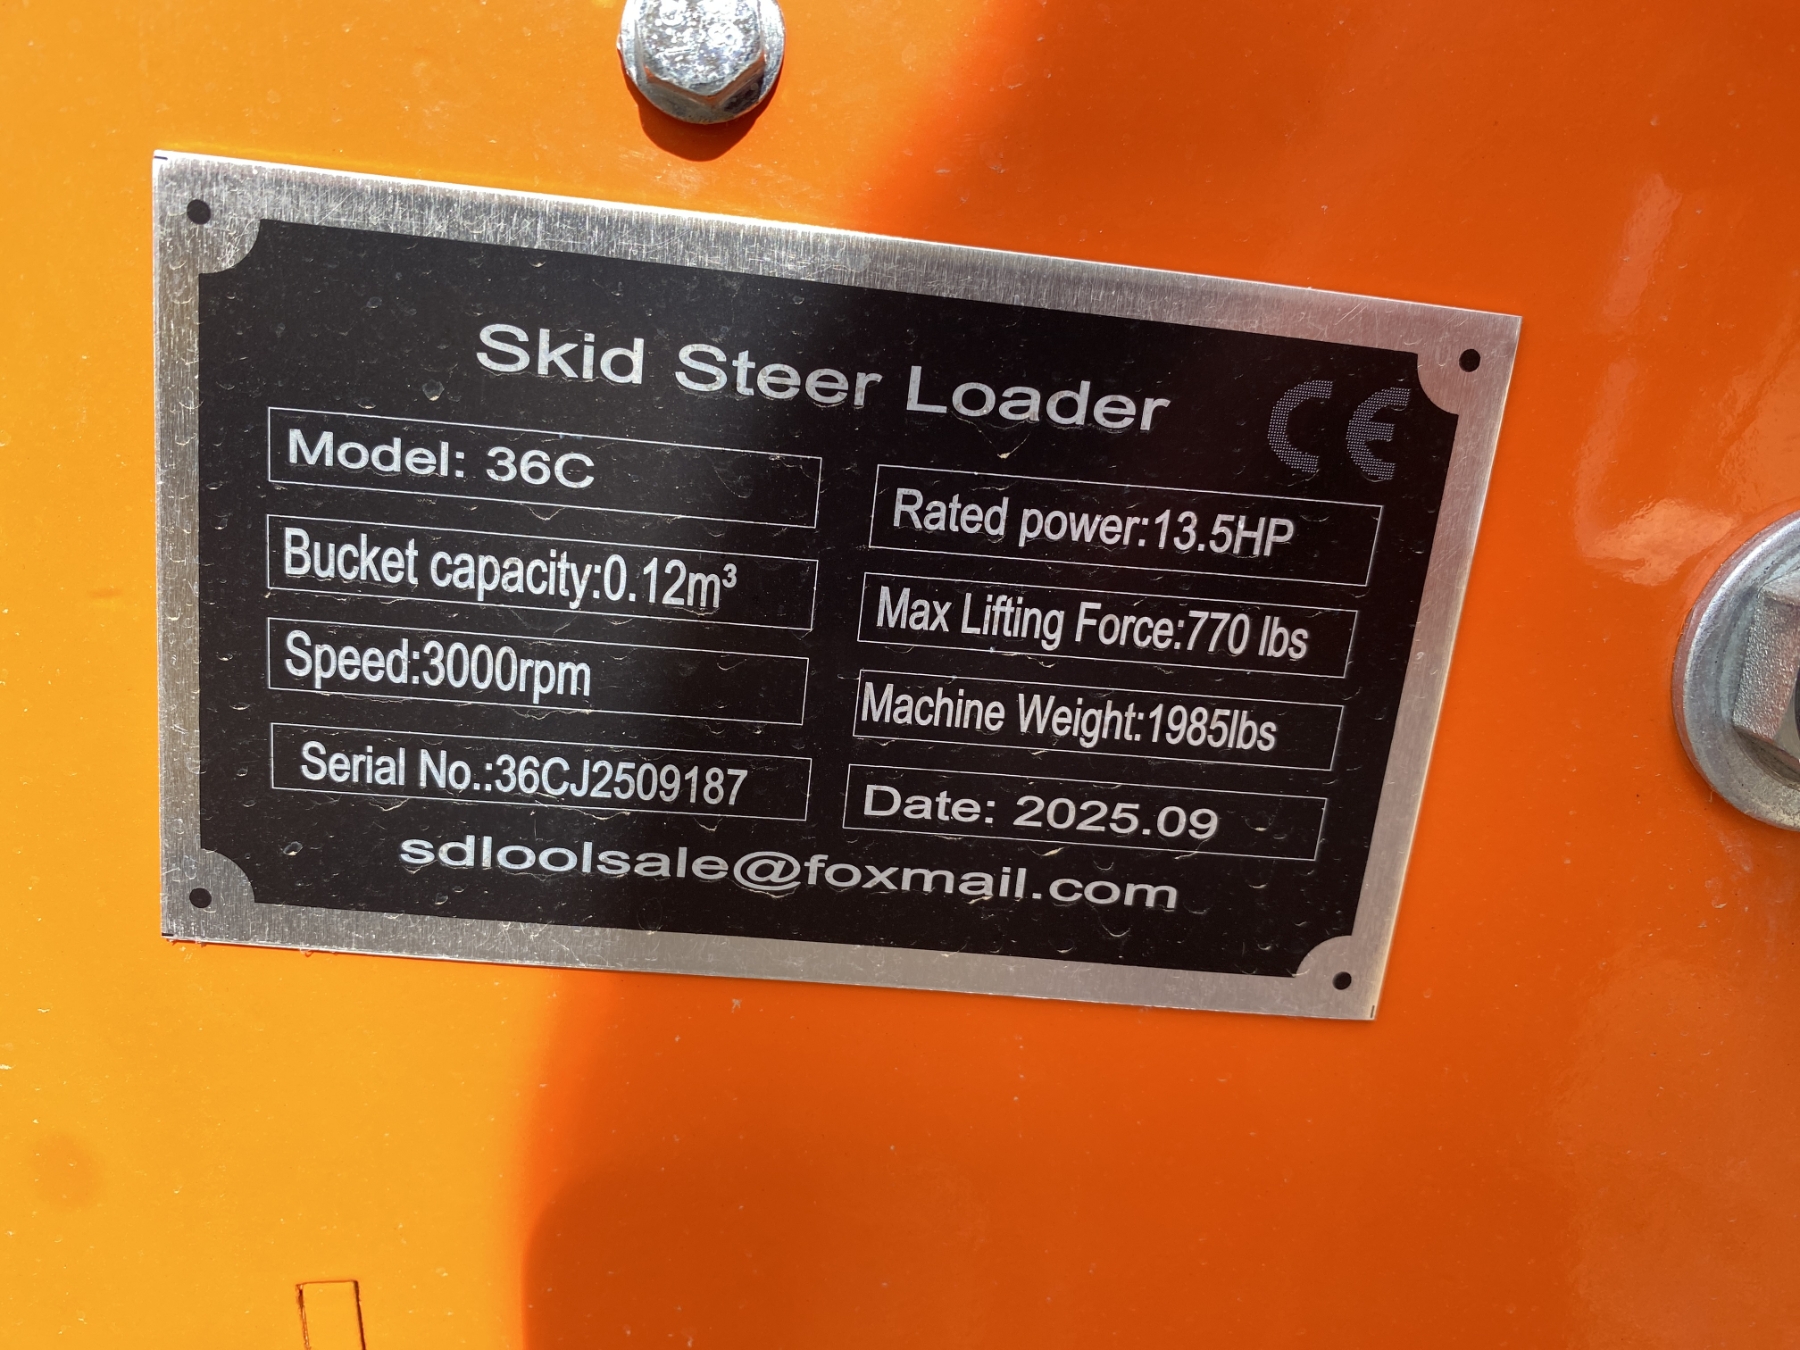 Skid Steer Loader
CE
Model: 36C
Rated power:13.5HP
Bucket capacity:0.12m³
Max Lifting Force:770 lbs
Speed:3000rpm
Machine Weight:1985lbs
Serial No.:36CJ2509187
Date: 2025.09
sdloolsale@foxmail.com